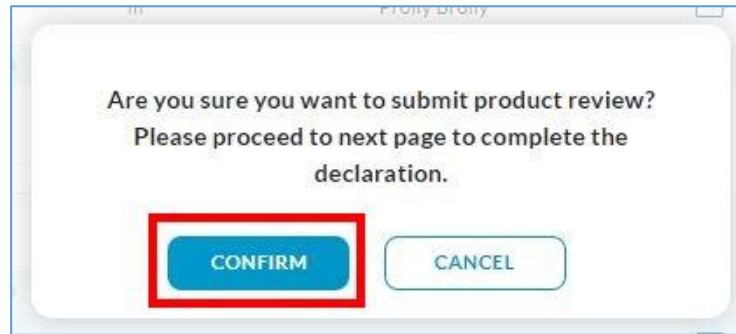 Are you sure you want to submit product review?
Please proceed to next page to complete the
declaration.
CONFIRM
CANCEL